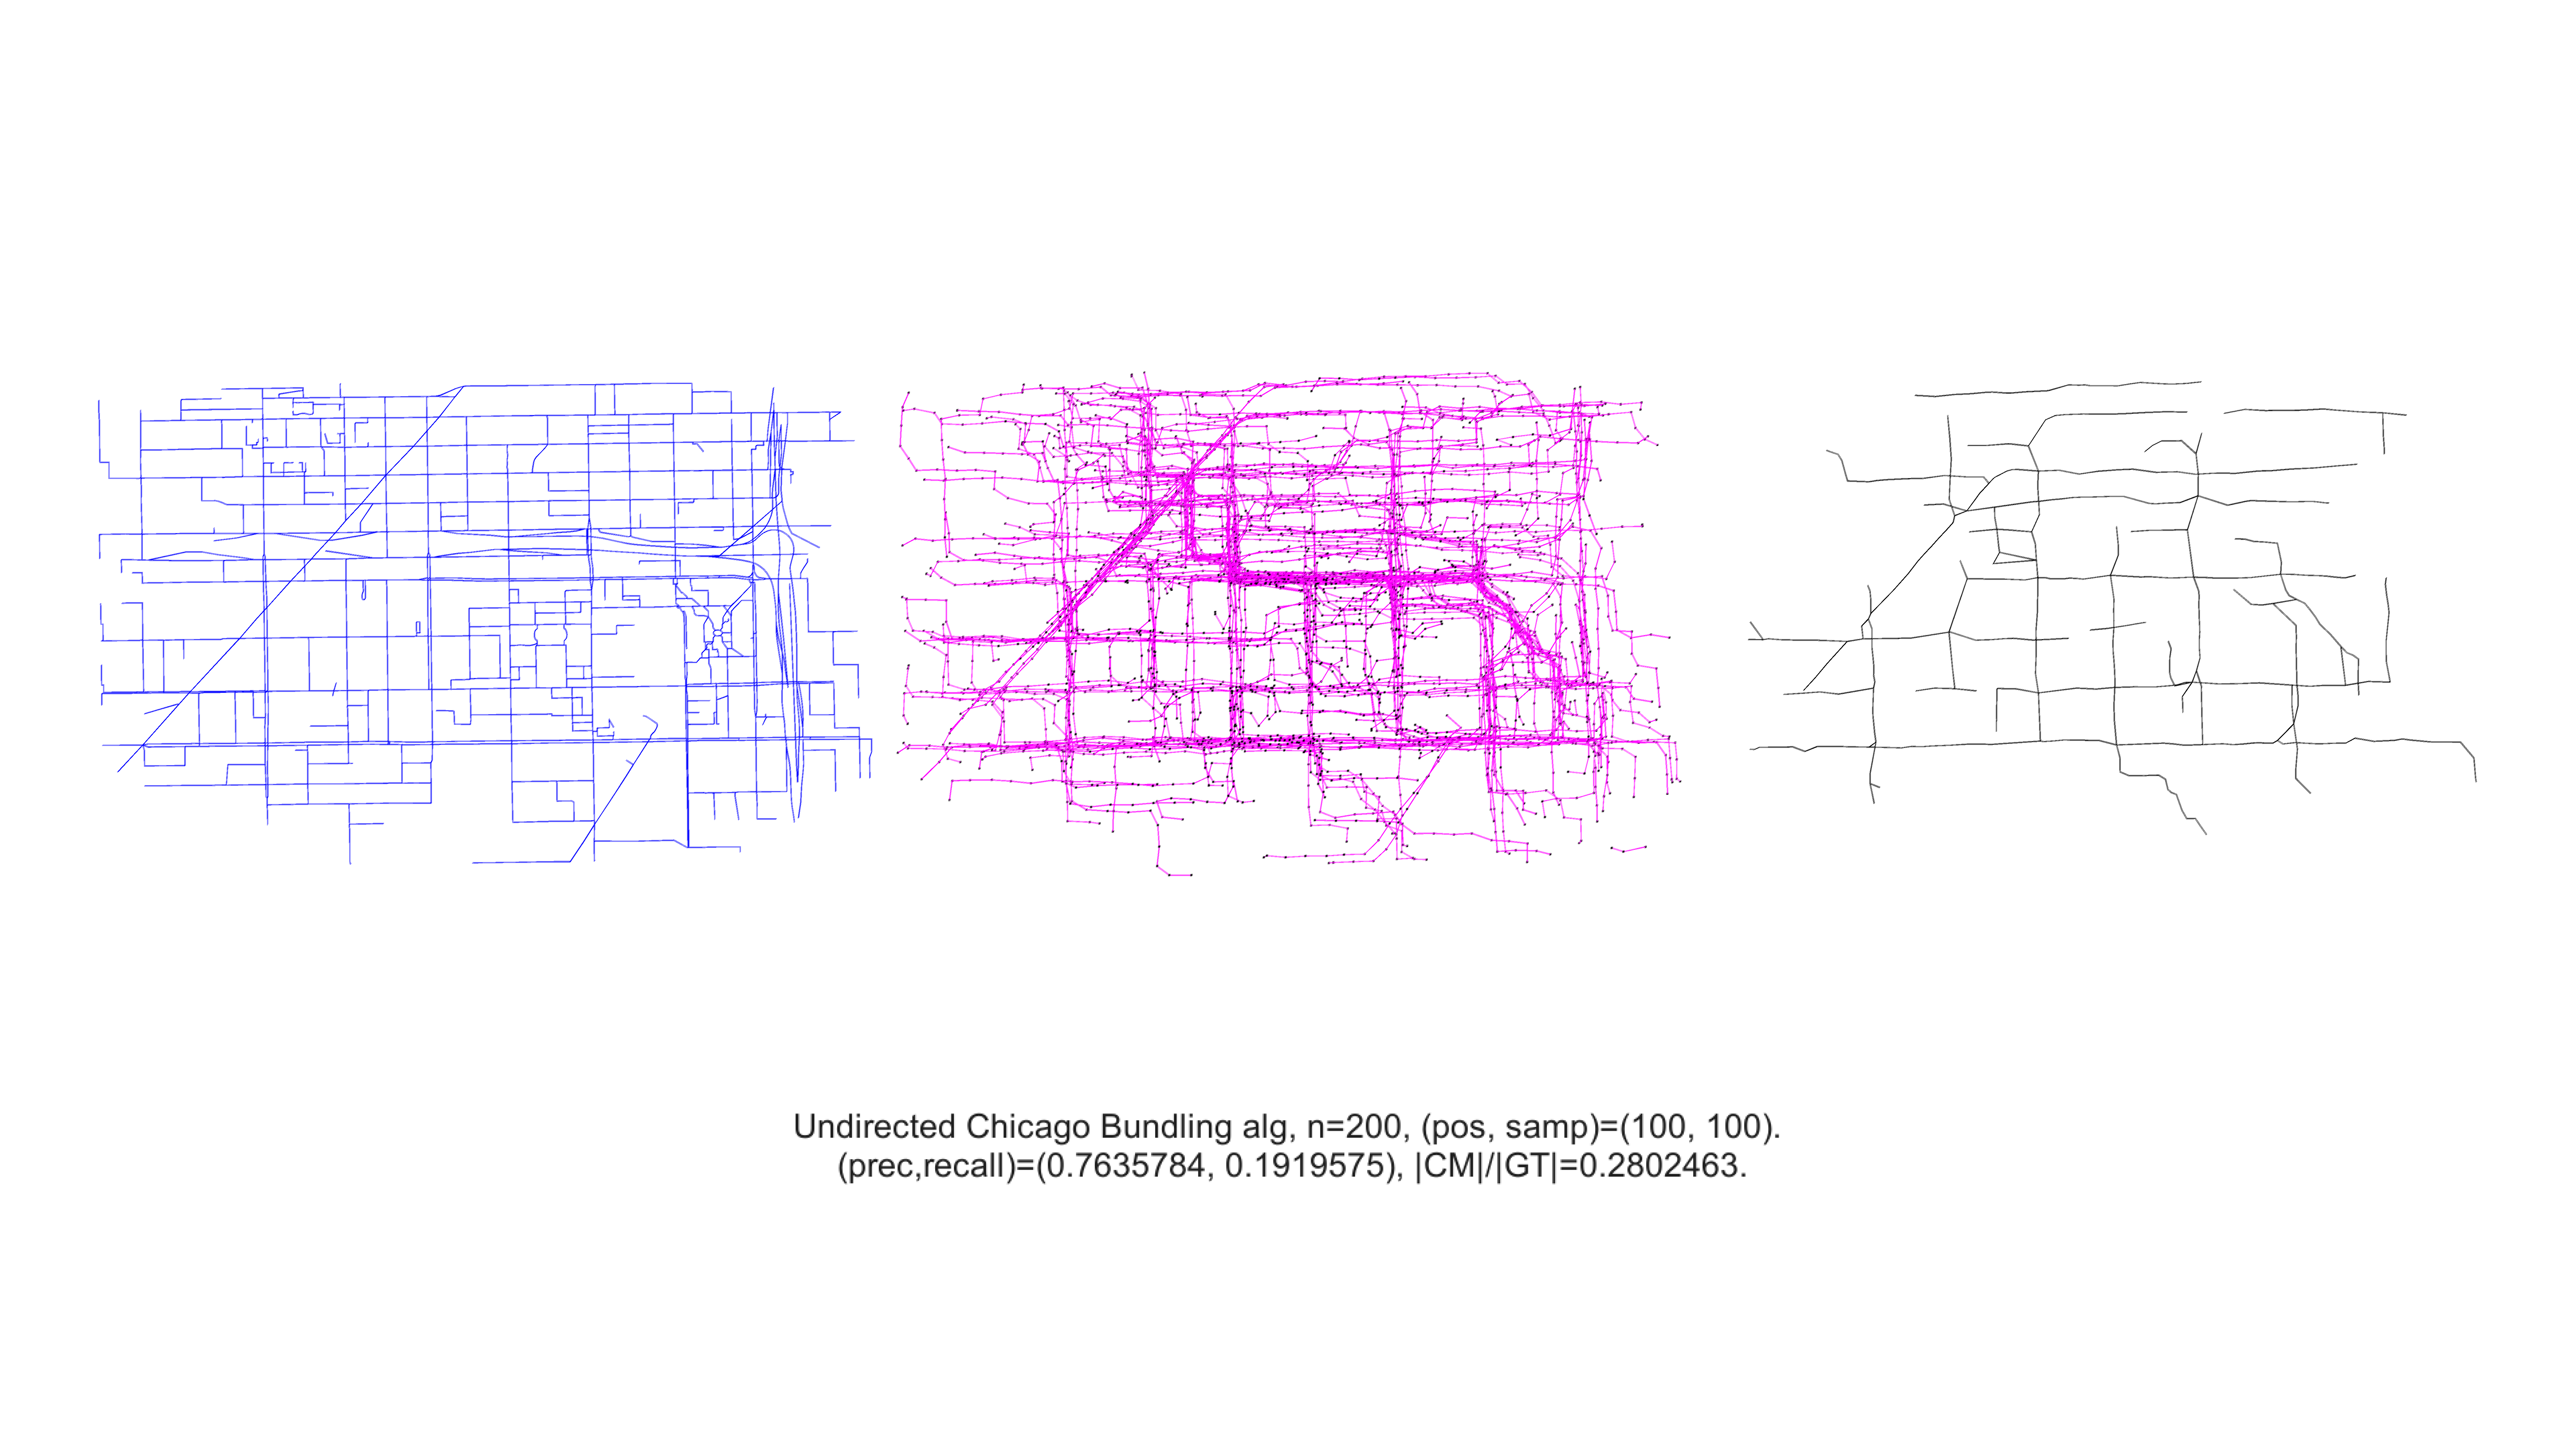 Undirected Chicago Bundling alg, n=200, (pos, samp)=(100, 100).
(prec,recall)=(0.7635784, 0.1919575), |CM|/|GT|=0.2802463.